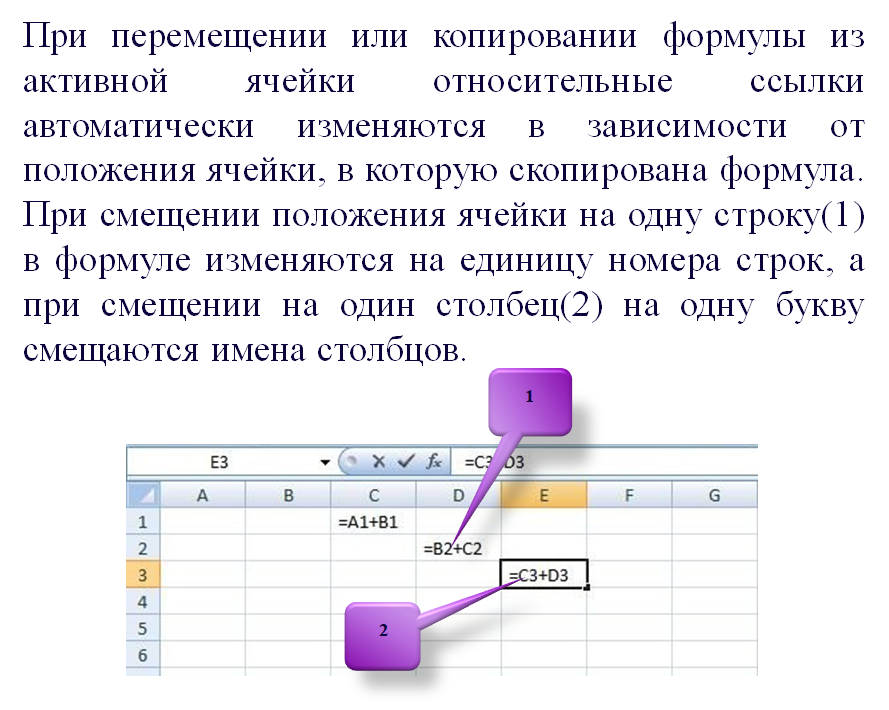 При перемещении или копировании формулы из
активной ячейки относительные ссылки
автоматически изменяются в зависимости от
положения ячейки, в которую скопирована формула.
При смещении положения ячейки на одну строку(1)
в формуле изменяются на единицу номера строк, а
при смещении на один столбец(2) на одну букву
смещаются имена столбцов.
1
E3 fx =C3 D3
A B C D E F G
1 =A1+B1
2 =B2+C2
3 =C3+D3
4
2
5
6